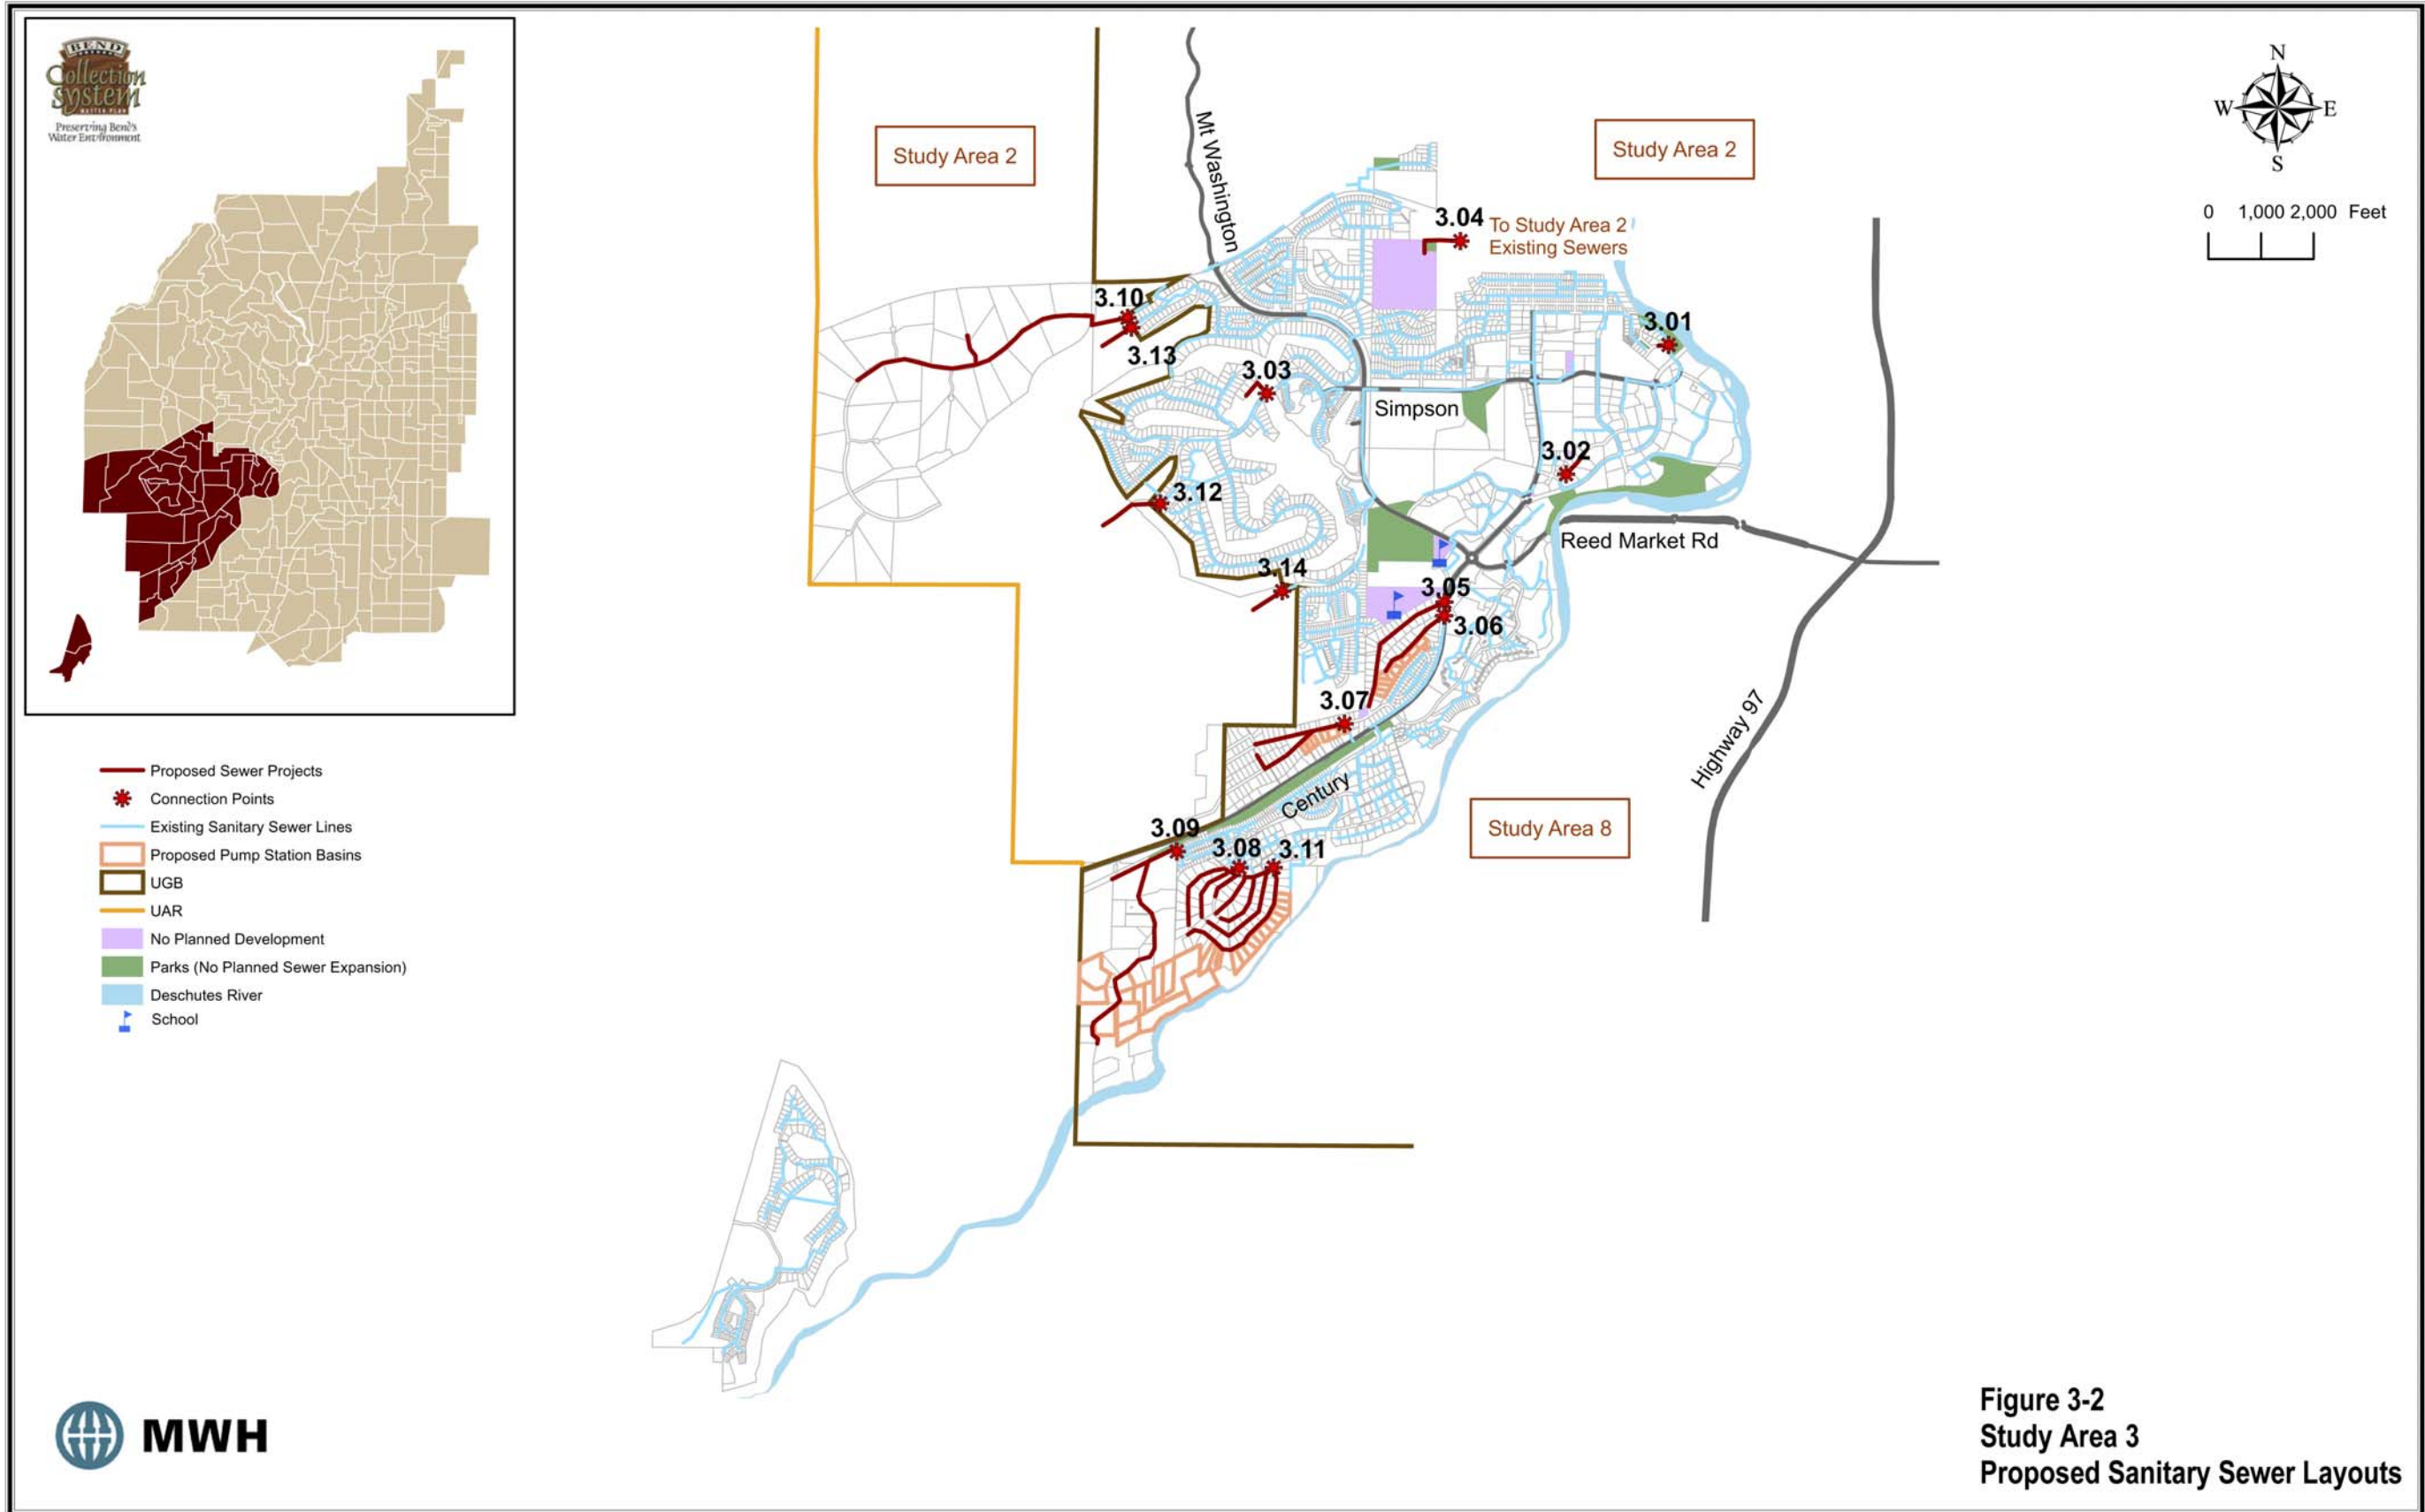 BEND
Collection
System
MASTER PLAN
Preserving Bend's
Water Environment
N
W E
S
0 1,000 2,000 Feet
Study Area 2
Study Area 2
Mt Washington
3.04
To Study Area 2
Existing Sewers
3.10
3.13
3.01
3.03
Simpson
3.02
3.12
Reed Market Rd
3.14
3.05
3.06
3.07
Highway 97
Century
3.09
3.08
3.11
Study Area 8
Proposed Sewer Projects
Connection Points
Existing Sanitary Sewer Lines
Proposed Pump Station Basins
UGB
UAR
No Planned Development
Parks (No Planned Sewer Expansion)
Deschutes River
School
MWH
Figure 3-2
Study Area 3
Proposed Sanitary Sewer Layouts